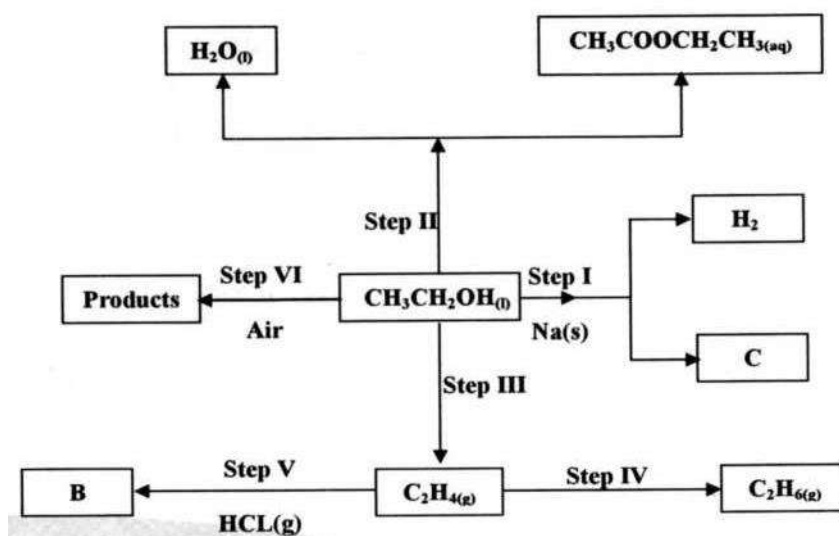 H₂O₍ₗ₎
CH₃COOCH₂CH₃₍aq₎
Step II
H₂
Step VI
Step I
Products
CH₃CH₂OH₍ₗ₎
Air
Na(s)
C
Step III
Step V
Step IV
B
C₂H₄₍g₎
C₂H₆₍g₎
HCL(g)